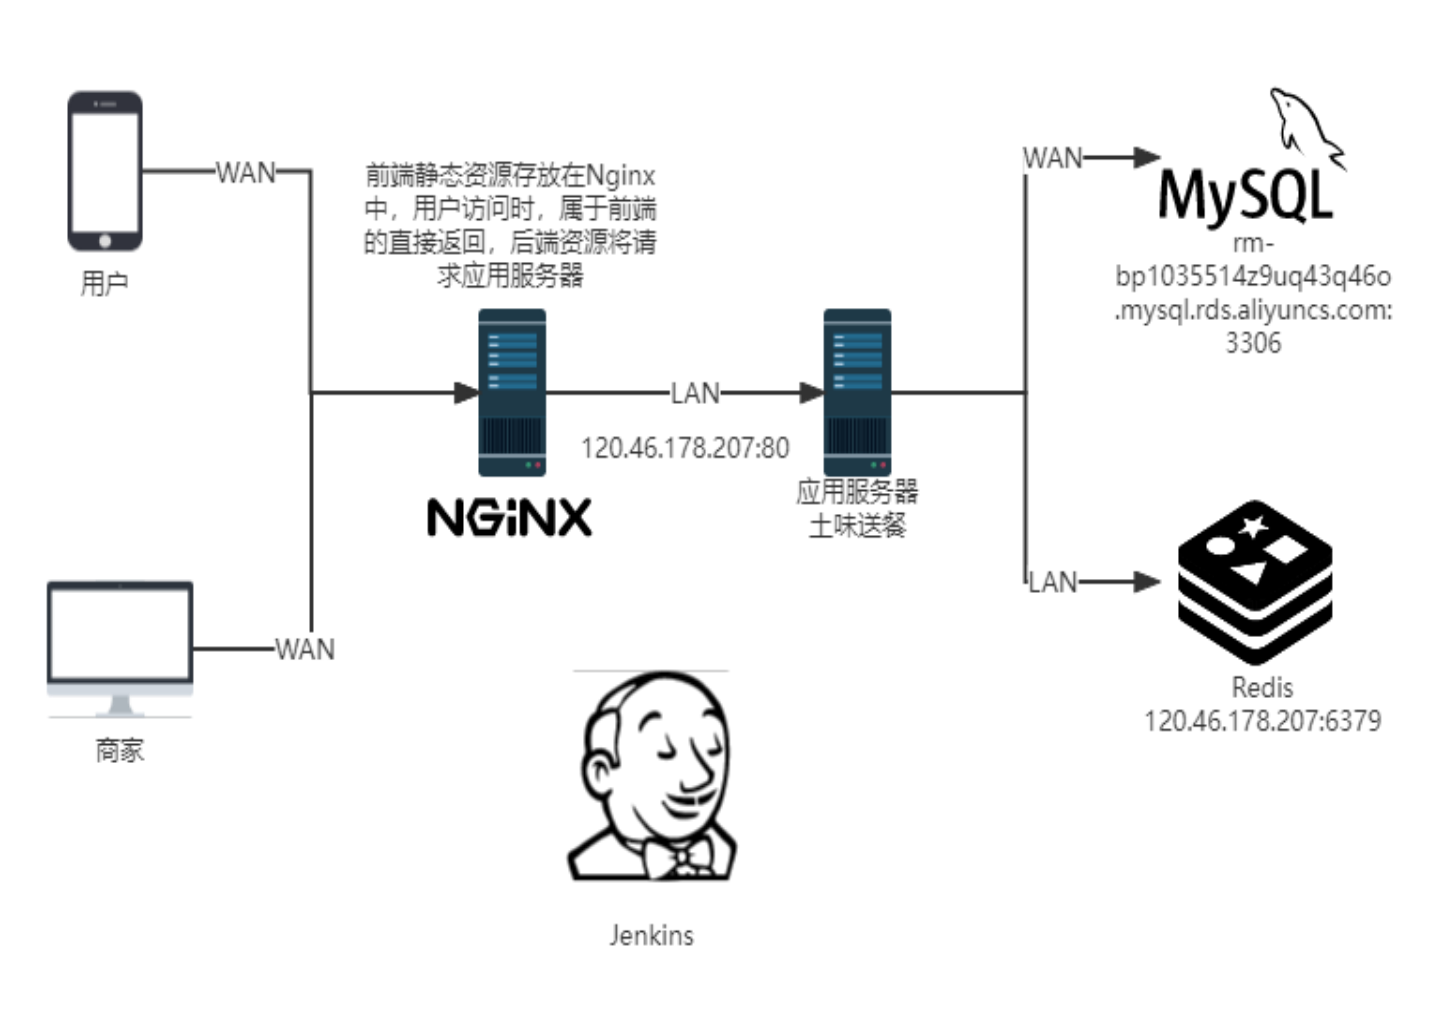 WAN
用户
前端静态资源存放在Nginx
中，用户访问时，属于前端
的直接返回，后端资源将请
求应用服务器
NGiNX
LAN
120.46.178.207:80
应用服务器
土味送餐
WAN
MySQL
rm-
bp1035514z9uq43q46o
.mysql.rds.aliyuncs.com:
3306
LAN
Redis
120.46.178.207:6379
WAN
商家
Jenkins